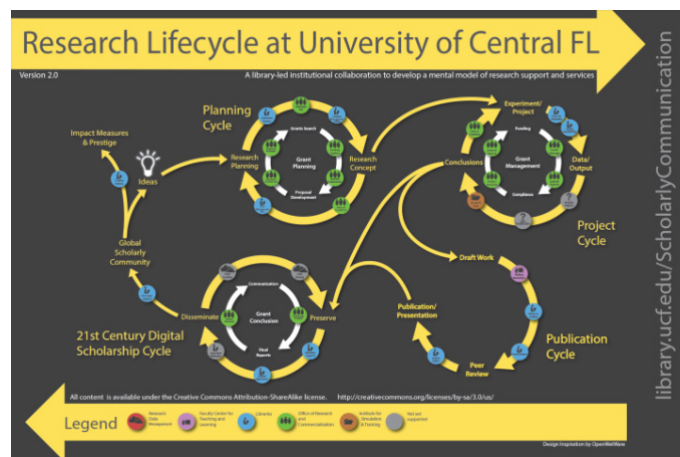 Research Lifecycle at University of Central FL
Version 2.0
A library-led institutional collaboration to develop a mental model of research support and services
library.ucf.edu/ScholarlyCommunication
Planning
Cycle
Research
Planning
Grants Search
Grant
Planning
Proposal
Development
Research
Concept
Experiment/
Project
Funding
Grant
Management
Compliance
Data/
Output
Conclusions
Project
Cycle
Impact Measures
& Prestige
Ideas
Global
Scholarly
Community
Draft Work
Publication/
Presentation
Peer
Review
Publication
Cycle
Communication
Grant
Conclusion
Final
Reports
Disseminate
Preserve
21st Century Digital
Scholarship Cycle
All content is available under the Creative Commons Attribution-ShareAlike license. http://creativecommons.org/licenses/by-sa/3.0/us/
Legend
Research
Data
Management
Faculty Center for
Teaching and
Learning
Libraries
Office of Research
and
Commercialization
Institute for
Simulation
& Training
Not yet
supported
Design Inspiration by OpenWetWare